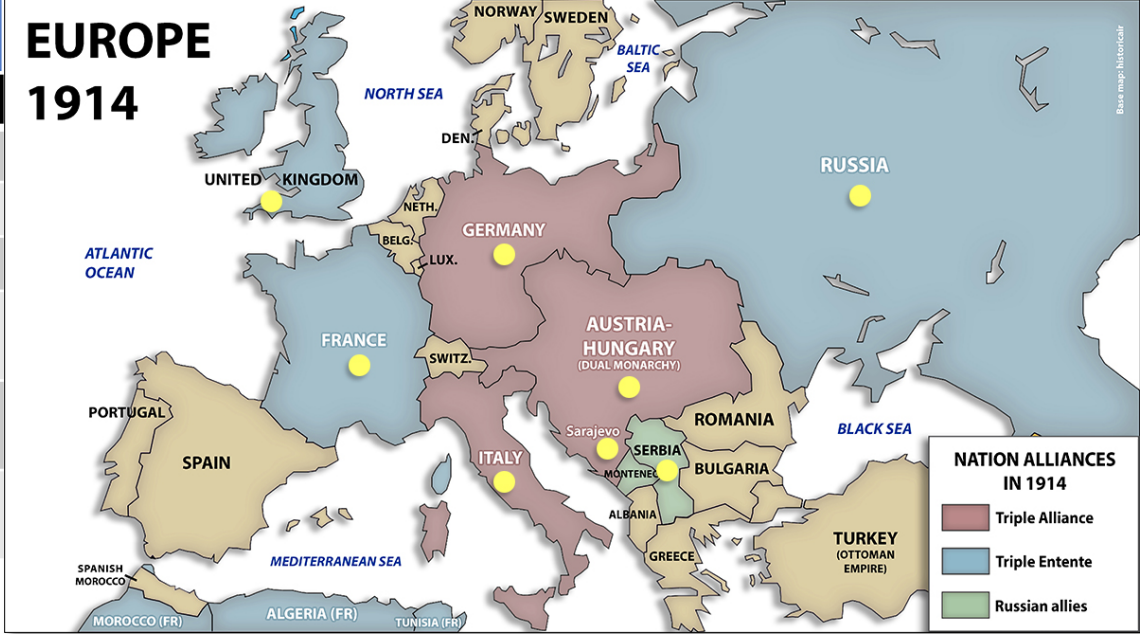 EUROPE
1914
NORWAY
SWEDEN
BALTIC
SEA
NORTH SEA
Base map: historicair
DEN.
RUSSIA
UNITED KINGDOM
NETH.
GERMANY
BELG.
ATLANTIC
OCEAN
LUX.
AUSTRIA-
HUNGARY
(DUAL MONARCHY)
FRANCE
SWITZ.
PORTUGAL
ROMANIA
BLACK SEA
Sarajevo
SERBIA
SPAIN
ITALY
BULGARIA
MONTENEG
ALBANIA
GREECE
TURKEY
(OTTOMAN
EMPIRE)
MEDITERRANEAN SEA
SPANISH
MOROCCO
MOROCCO (FR)
ALGERIA (FR)
TUNISIA (FR)
NATION ALLIANCES
IN 1914
Triple Alliance
Triple Entente
Russian allies